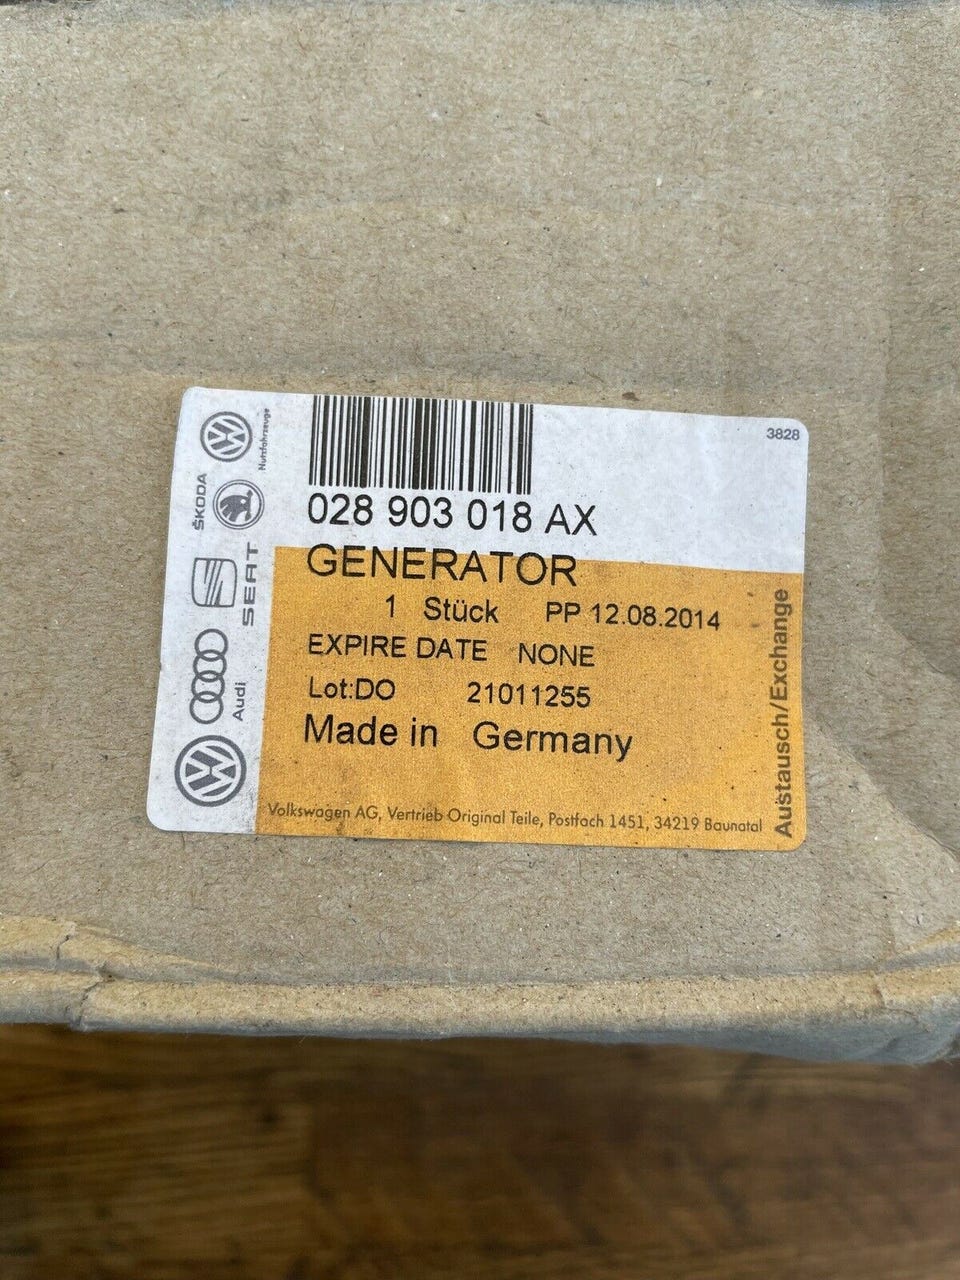 3828
028 903 018 AX
GENERATOR
1 Stück PP 12.08.2014
EXPIRE DATE NONE
Lot:DO 21011255
Made in Germany
Volkswagen AG, Vertrieb Original Teile, Postfach 1451, 34219 Baunatal
Austausch/Exchange
Nutzfahrzeuge
ŠKODA
SEAT
Audi